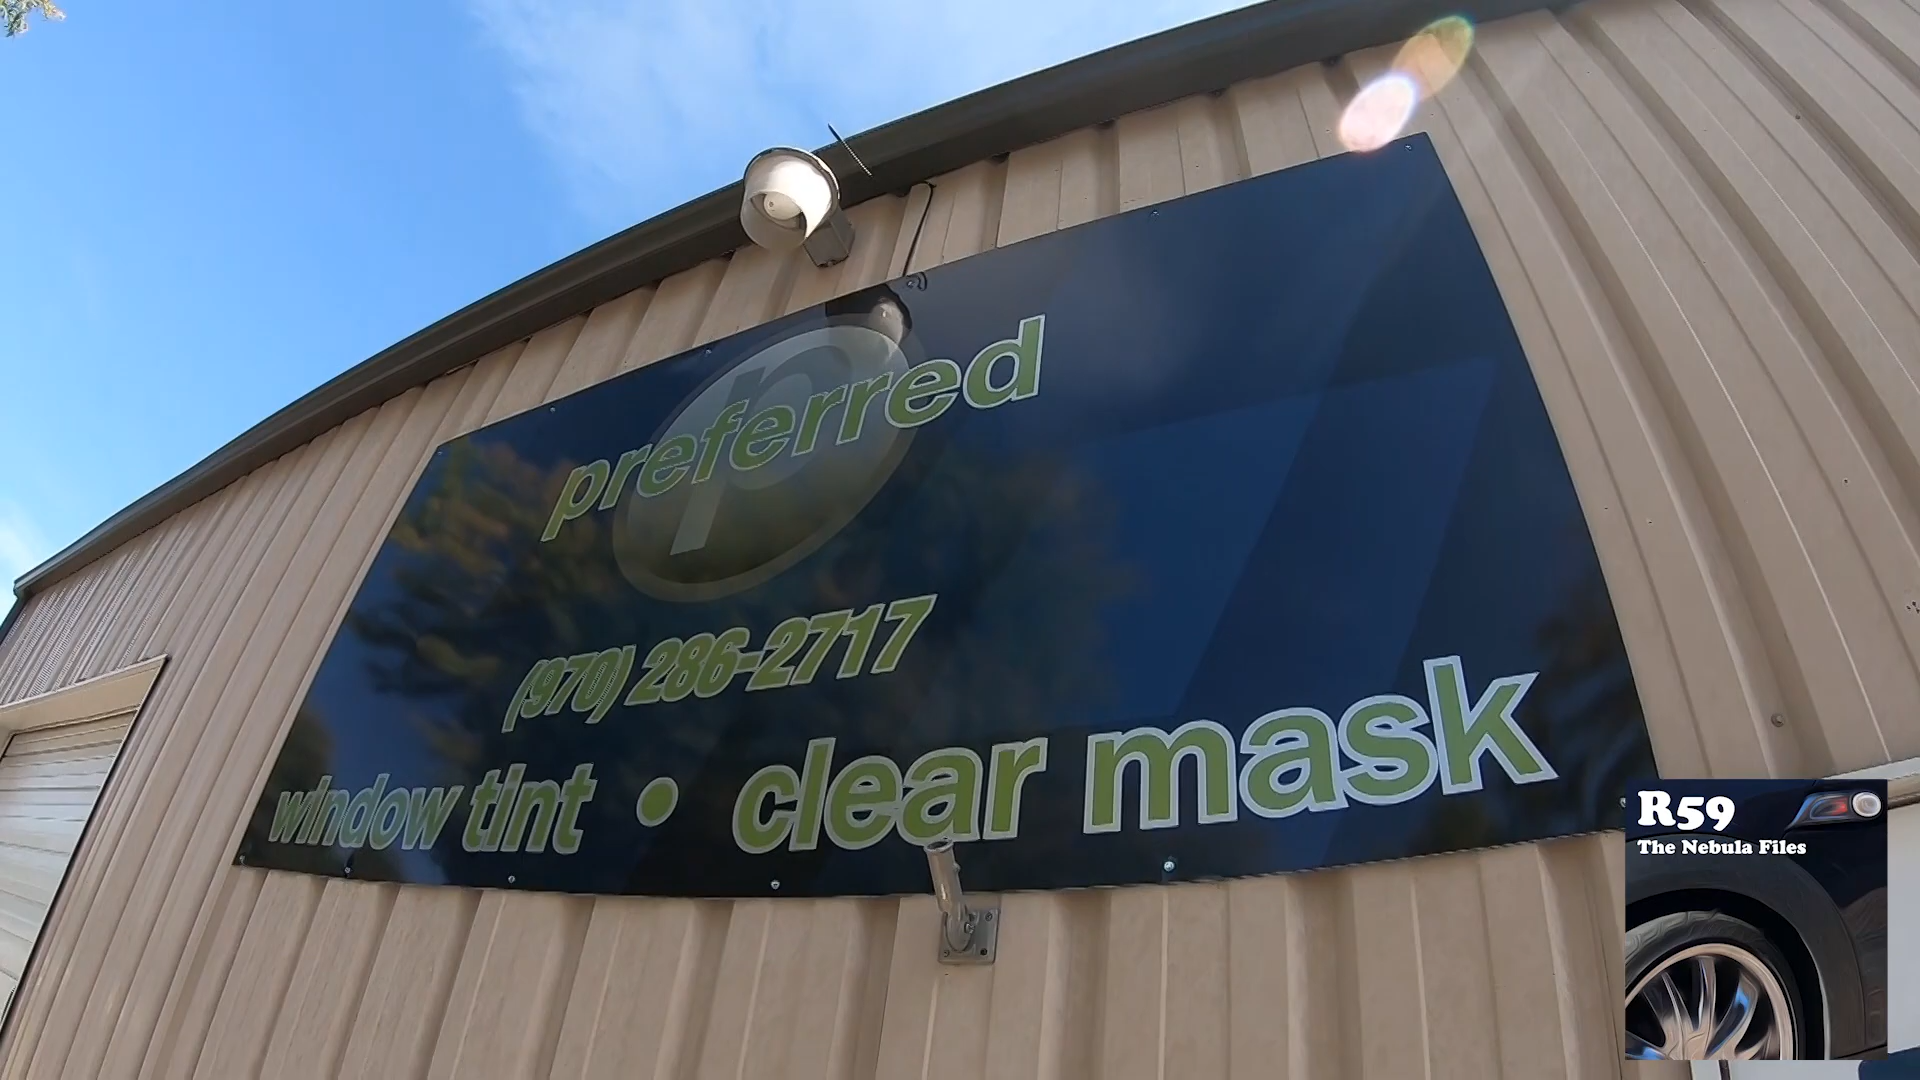 p
preferred
(970) 286-2717
window tint • clear mask
R59
The Nebula Files